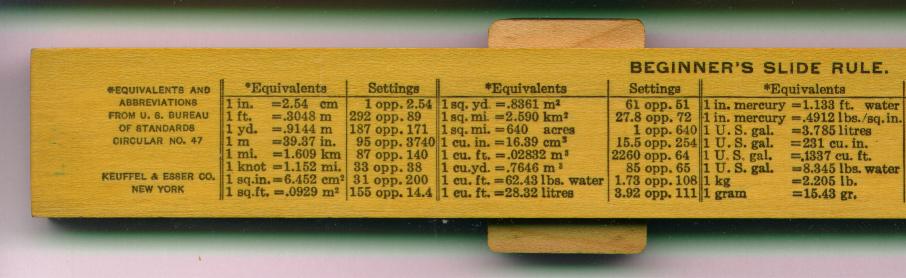 BEGINNER'S SLIDE RULE.
*EQUIVALENTS AND
ABBREVIATIONS
FROM U. S. BUREAU
OF STANDARDS
CIRCULAR NO. 47
KEUFFEL & ESSER CO.
NEW YORK
*Equivalents Settings *Equivalents Settings *Equivalents
1 in. =2.54 cm 1 opp. 2.54 1 sq. yd. =.8361 m² 61 opp. 51 1 in. mercury =1.133 ft. water
1 ft. =.3048 m 292 opp. 89 1 sq. mi. =2.590 km² 27.8 opp. 72 1 in. mercury =.4912 lbs./sq.in.
1 yd. =.9144 m 187 opp. 171 1 sq. mi. =640 acres 1 opp. 640 1 U. S. gal. =3.785 litres
1 m =39.37 in. 95 opp. 3740 1 cu. in. =16.39 cm³ 15.5 opp. 254 1 U. S. gal. =231 cu. in.
1 mi. =1.609 km 87 opp. 140 1 cu. ft. =.02832 m³ 2260 opp. 64 1 U. S. gal. =.1337 cu. ft.
1 knot =1.152 mi. 33 opp. 38 1 cu.yd. =.7646 m³ 85 opp. 65 1 U. S. gal. =8.345 lbs. water
1 sq.in. =6.452 cm² 31 opp. 200 1 cu. ft. =62.43 lbs. water 1.73 opp. 108 1 kg =2.205 lb.
1 sq.ft. =.0929 m² 155 opp. 14.4 1 cu. ft. =28.32 litres 3.92 opp. 111 1 gram =15.43 gr.